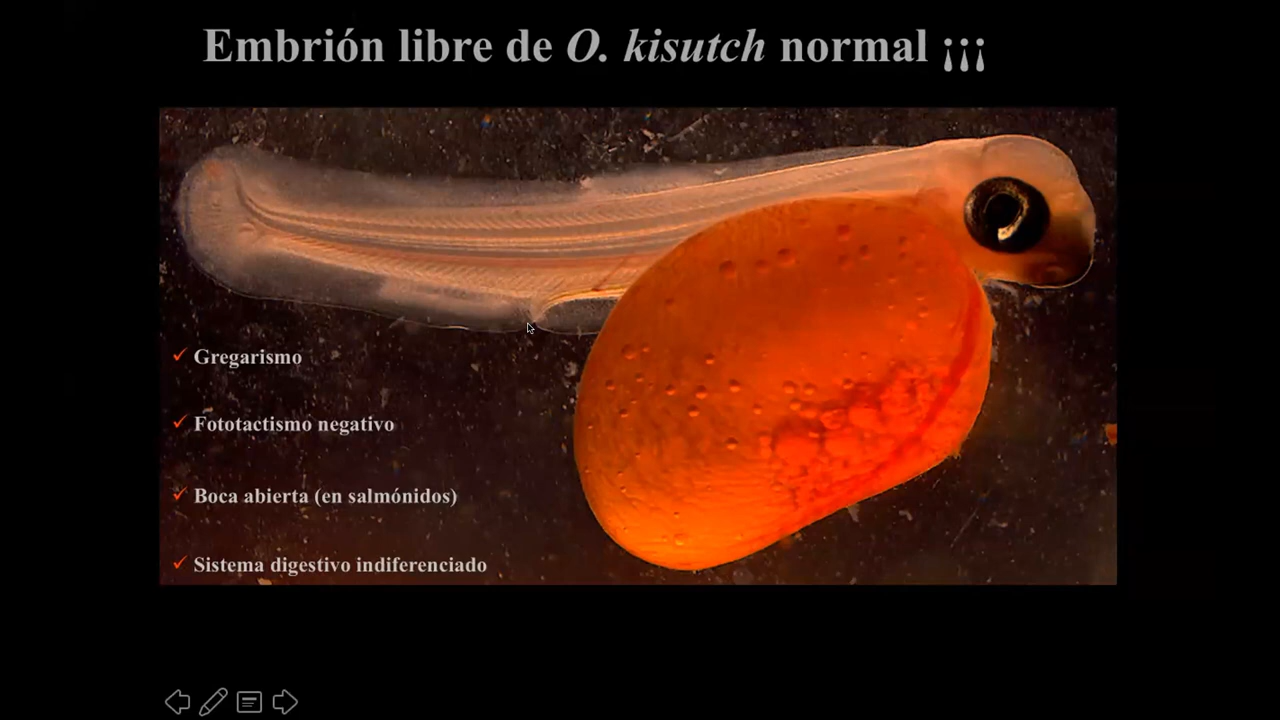 Embrión libre de O. kisutch normal ¡¡¡
✓ Gregarismo
✓ Fototactismo negativo
✓ Boca abierta (en salmónidos)
✓ Sistema digestivo indiferenciado